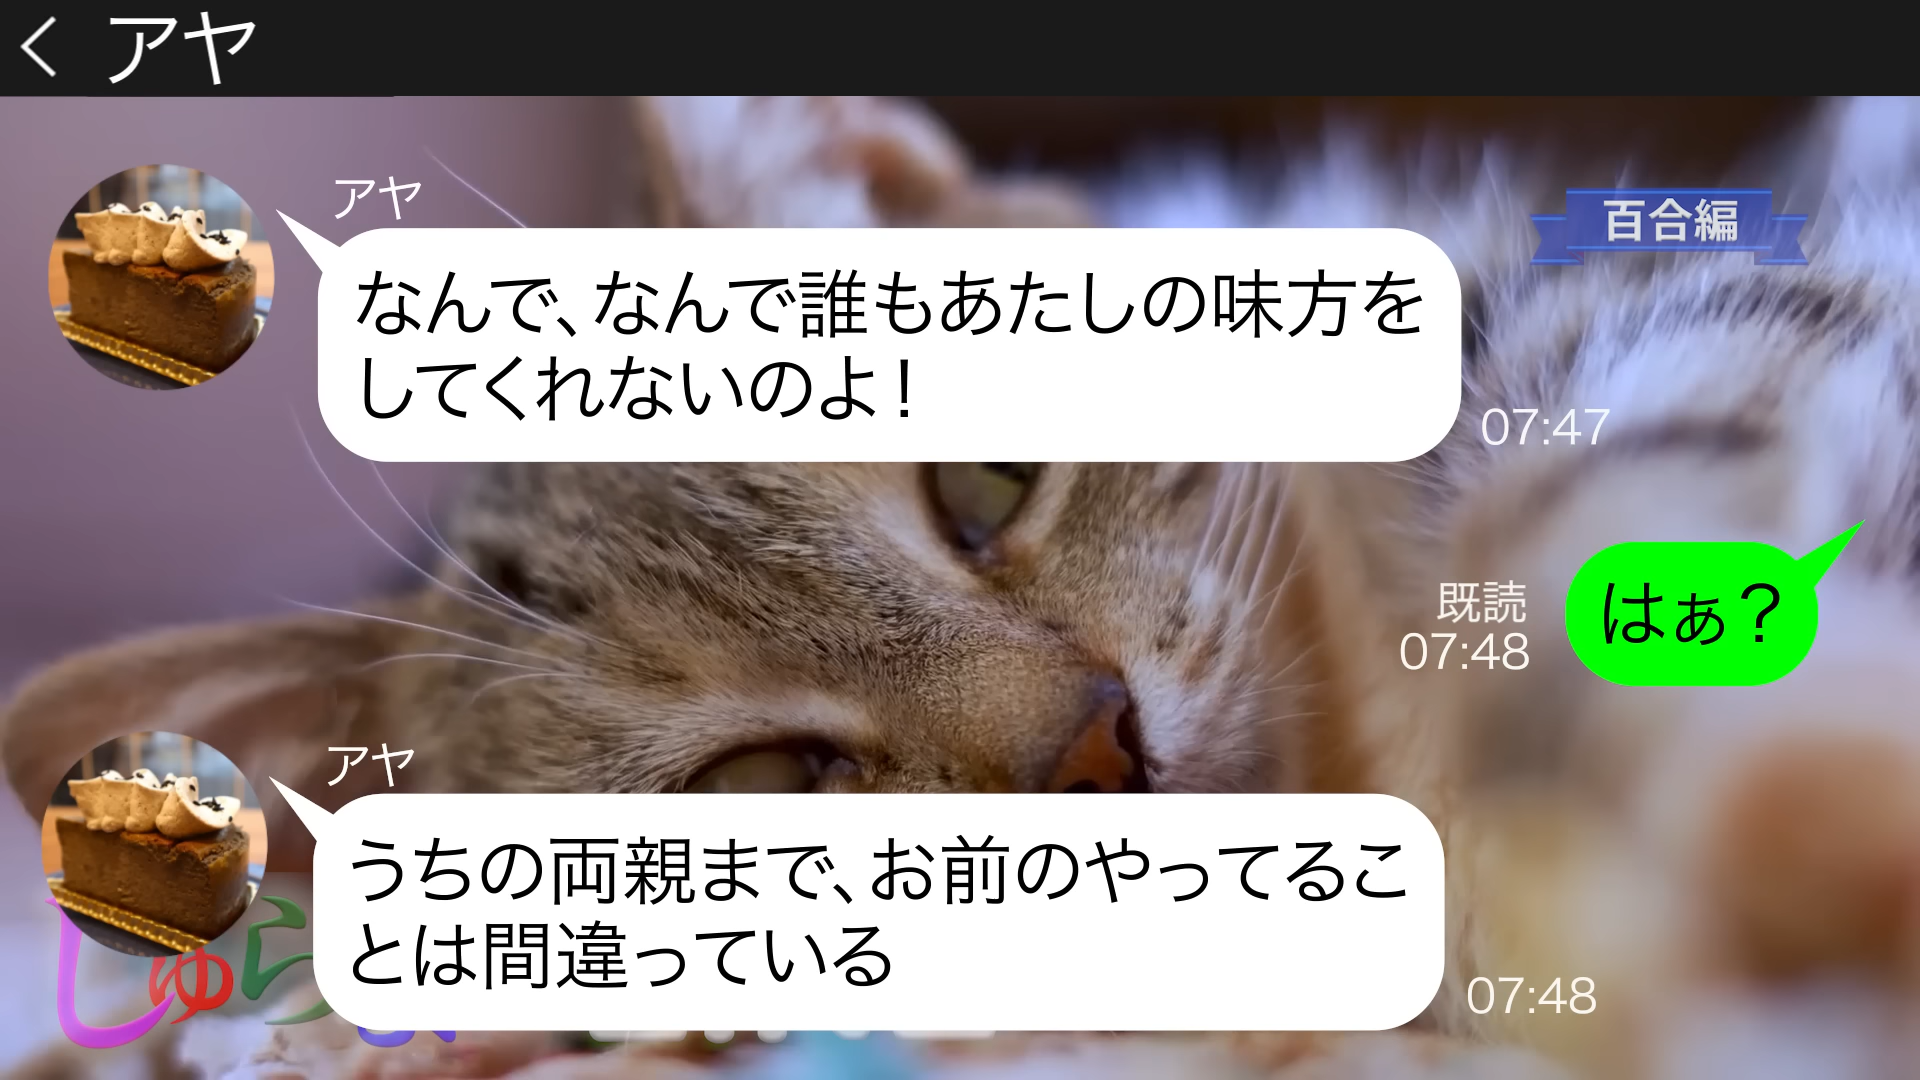 アヤ
アヤ
百合編
なんで、なんで誰もあたしの味方を
してくれないのよ！
07:47
はぁ？
既読
07:48
アヤ
うちの両親まで、お前のやってるこ
とは間違っている
07:48
しゅら